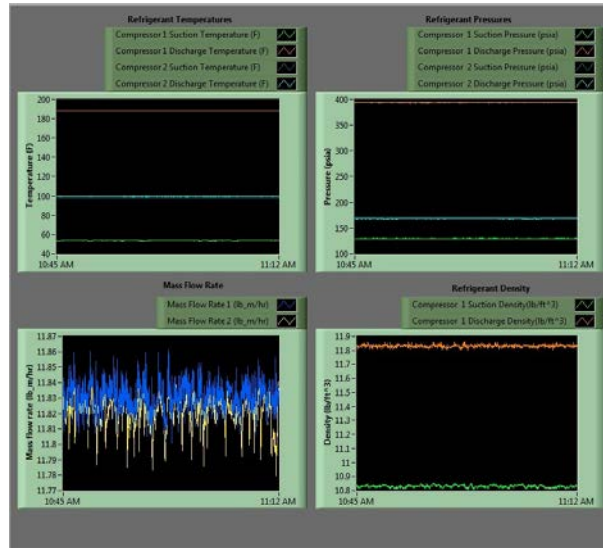 Refrigerant Temperatures
Compressor 1 Suction Temperature (F)
Compressor 1 Discharge Temperature (F)
Compressor 2 Suction Temperature (F)
Compressor 2 Discharge Temperature (F)
Temperature (F)
200
180
160
140
120
100
80
60
40
10:45 AM
11:12 AM
Refrigerant Pressures
Compressor 1 Suction Pressure (psia)
Compressor 1 Discharge Pressure (psia)
Compressor 2 Suction Pressure (psia)
Compressor 2 Discharge Pressure (psia)
Pressure (psia)
400
350
300
250
200
150
100
10:45 AM
11:12 AM
Mass Flow Rate
Mass Flow Rate 1 (lb_m/hr)
Mass Flow Rate 2 (lb_m/hr)
Mass flow rate (lb_m/hr)
11.87
11.86
11.85
11.84
11.83
11.82
11.81
11.8
11.79
11.78
11.77
10:45 AM
11:12 AM
Refrigerant Density
Compressor 1 Suction Density(lb/ft^3)
Compressor 1 Discharge Density(lb/ft^3)
Density (lb/ft^3)
11.9
11.8
11.7
11.6
11.5
11.4
11.3
11.2
11.1
11
10.9
10.8
10:45 AM
11:12 AM